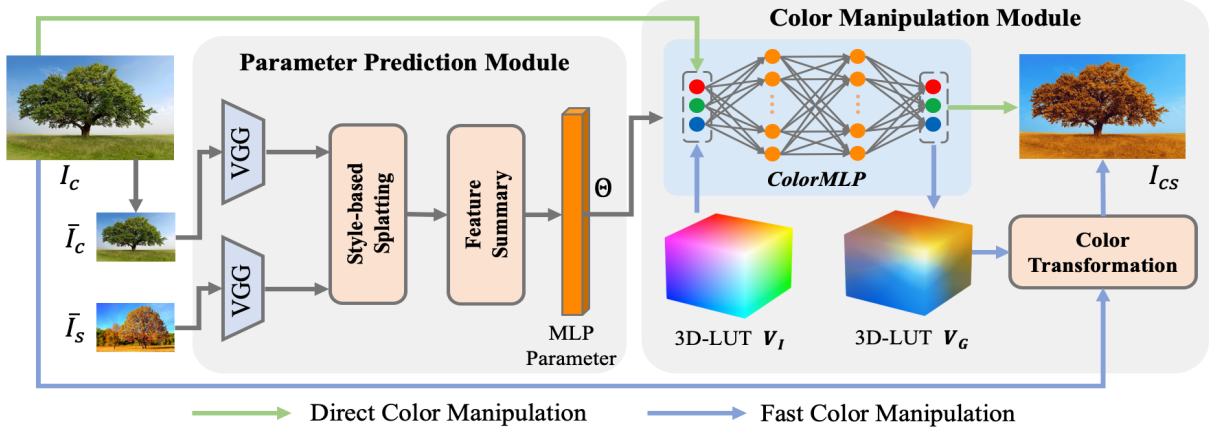 Color Manipulation Module
Parameter Prediction Module
I_c
VGG
Style-based
Splatting
Feature
Summary
Θ
ColorMLP
I_cs
Ī_c
Ī_s
VGG
MLP
Parameter
3D-LUT V_I
3D-LUT V_G
Color
Transformation
Direct Color Manipulation
Fast Color Manipulation